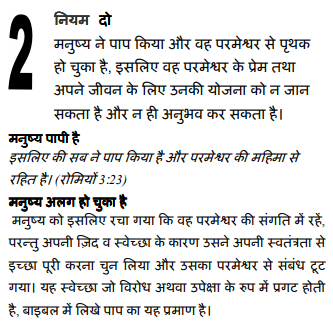 2
नियम दो
मनुष्य ने पाप किया और वह परमेश्वर से पृथक
हो चुका है, इसलिए वह परमेश्वर के प्रेम तथा
अपने जीवन के लिए उनकी योजना को न जान
सकता है और न ही अनुभव कर सकता है।
मनुष्य पापी है
इसलिए की सब ने पाप किया है और परमेश्वर की महिमा से
रहित है। (रोमियों 3:23)
मनुष्य अलग हो चुका है
मनुष्य को इसलिए रचा गया कि वह परमेश्वर की संगति में रहें,
परन्तु अपनी ज़िद व स्वेच्छा के कारण उसने अपनी स्वतंत्रता से
इच्छा पूरी करना चुन लिया और उसका परमेश्वर से संबंध टूट
गया। यह स्वेच्छा जो विरोध अथवा उपेक्षा के रुप में प्रगट होती
है, बाइबल में लिखे पाप का यह प्रमाण है।